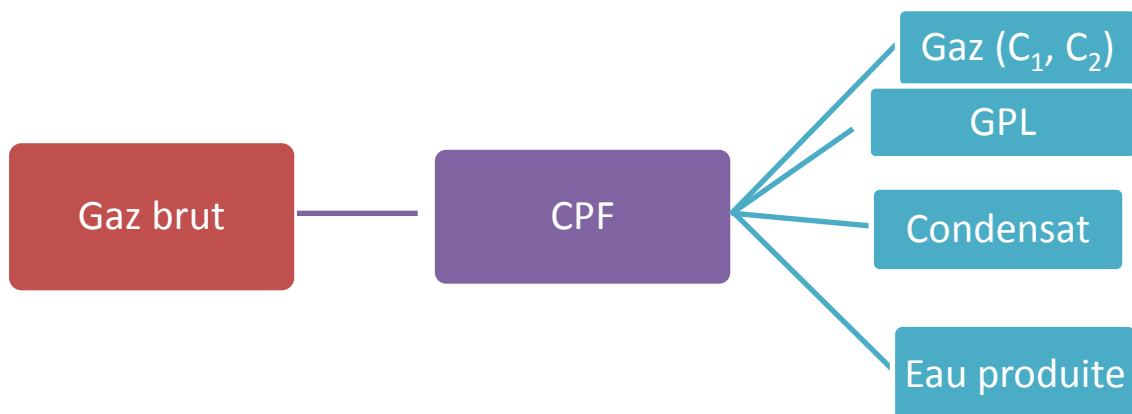 Gaz brut
CPF
Gaz (C₁, C₂)
GPL
Condensat
Eau produite